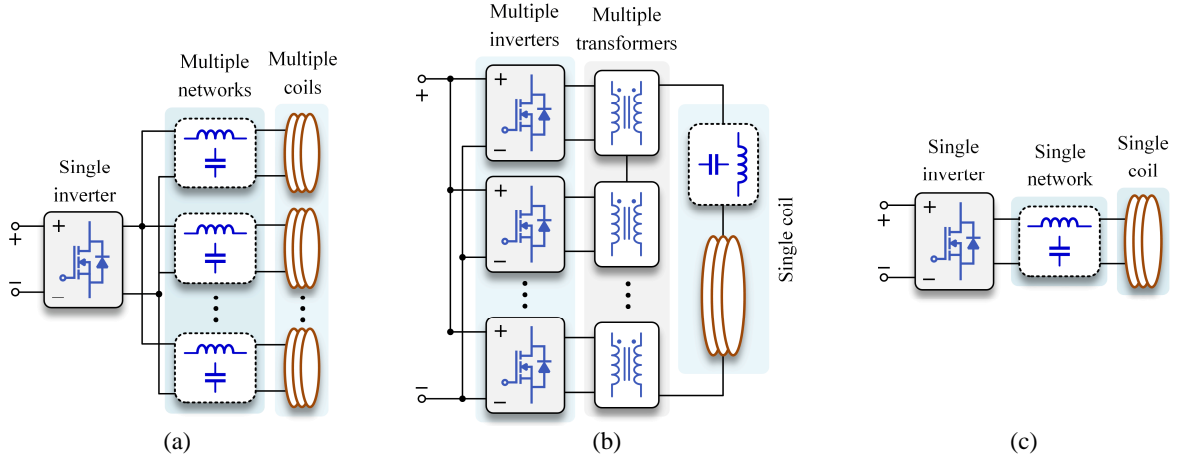 Multiple
networks
Multiple
coils
Single
inverter
+
−
+
−
(a)
Multiple
inverters
Multiple
transformers
+
−
+
−
+
−
+
−
Single coil
(b)
Single
inverter
Single
network
Single
coil
+
−
+
−
(c)